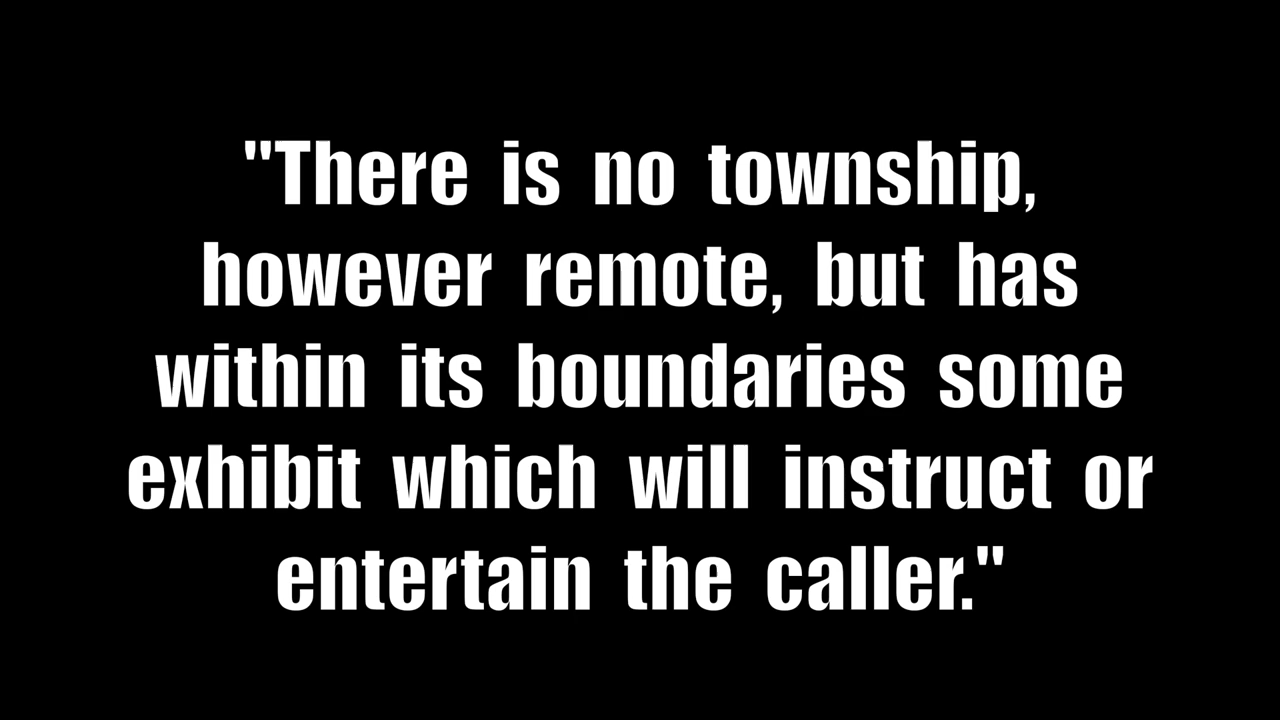 "There is no township,
however remote, but has
within its boundaries some
exhibit which will instruct or
entertain the caller."